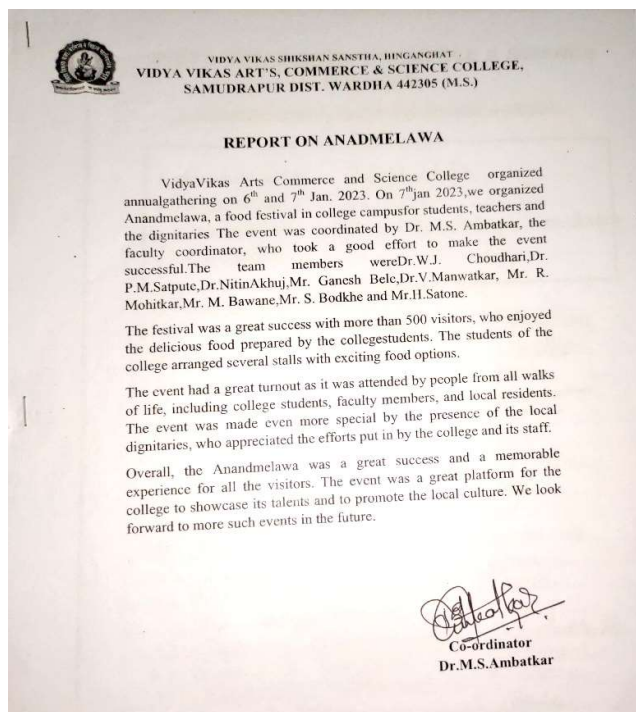 VIDYA VIKAS SHIKSHAN SANSTHA, HINGANGHAT
VIDYA VIKAS ART'S, COMMERCE & SCIENCE COLLEGE,
SAMUDRAPUR DIST. WARDHA 442305 (M.S.)
REPORT ON ANADMELAWA
VidyaVikas Arts Commerce and Science College organized
annualgathering on 6th and 7th Jan. 2023. On 7thjan 2023,we organized
Anandmelawa, a food festival in college campusfor students, teachers and
the dignitaries The event was coordinated by Dr. M.S. Ambatkar, the
faculty coordinator, who took a good effort to make the event
successful.The team members wereDr.W.J. Choudhari,Dr.
P.M.Satpute,Dr.NitinAkhuj,Mr. Ganesh Bele,Dr.V.Manwatkar, Mr. R.
Mohitkar,Mr. M. Bawane,Mr. S. Bodkhe and Mr.H.Satone.
The festival was a great success with more than 500 visitors, who enjoyed
the delicious food prepared by the collegestudents. The students of the
college arranged several stalls with exciting food options.
The event had a great turnout as it was attended by people from all walks
of life, including college students, faculty members, and local residents.
The event was made even more special by the presence of the local
dignitaries, who appreciated the efforts put in by the college and its staff.
Overall, the Anandmelawa was a great success and a memorable
experience for all the visitors. The event was a great platform for the
college to showcase its talents and to promote the local culture. We look
forward to more such events in the future.
Co-ordinator
Dr.M.S.Ambatkar